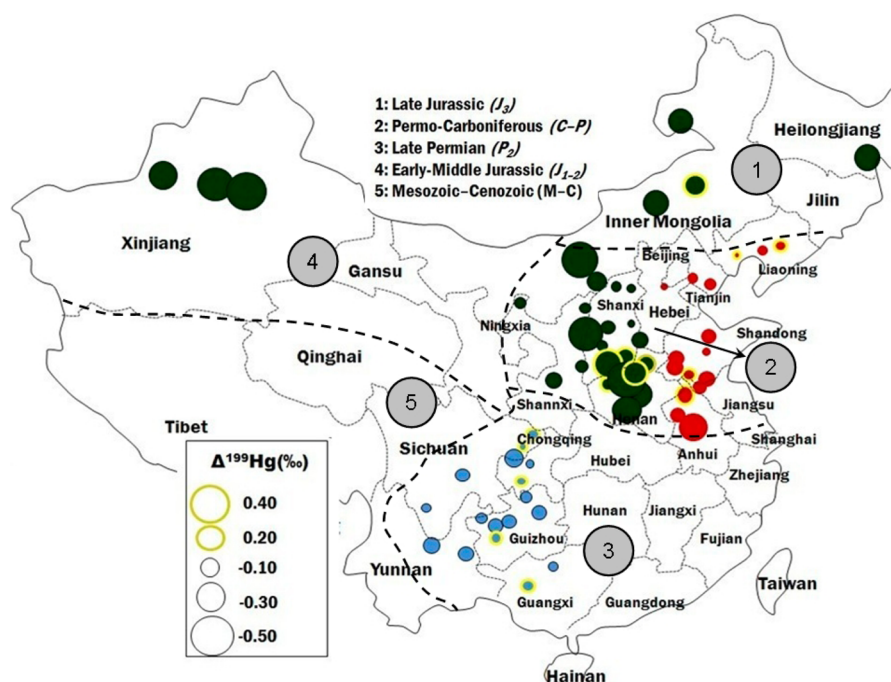 1: Late Jurassic (J3)
2: Permo-Carboniferous (C–P)
3: Late Permian (P2)
4: Early-Middle Jurassic (J1–2)
5: Mesozoic–Cenozoic (M–C)
Heilongjiang
1
Jilin
Inner Mongolia
Xinjiang
4
Gansu
Beijing
Liaoning
Shanxi
Tianjin
Hebei
Ningxia
Shandong
Qinghai
2
5
Shannxi
Henan
Jiangsu
Tibet
Chongqing
Shanghai
Sichuan
Hubei
Anhui
Zhejiang
Δ199Hg(‰)
0.40
0.20
-0.10
-0.30
-0.50
Hunan
Jiangxi
Guizhou
3
Fujian
Yunnan
Taiwan
Guangxi
Guangdong
Hainan